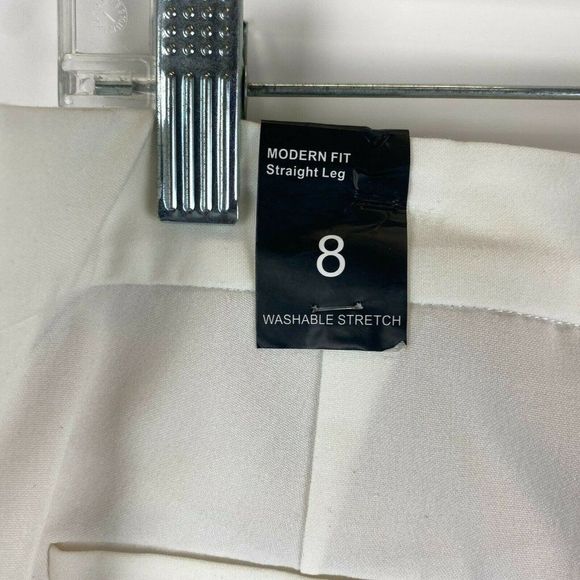 MODERN FIT
Straight Leg
8
WASHABLE STRETCH